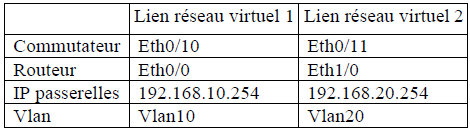 Lien réseau virtuel 1 Lien réseau virtuel 2
Commutateur Eth0/10 Eth0/11
Routeur Eth0/0 Eth1/0
IP passerelles 192.168.10.254 192.168.20.254
Vlan Vlan10 Vlan20